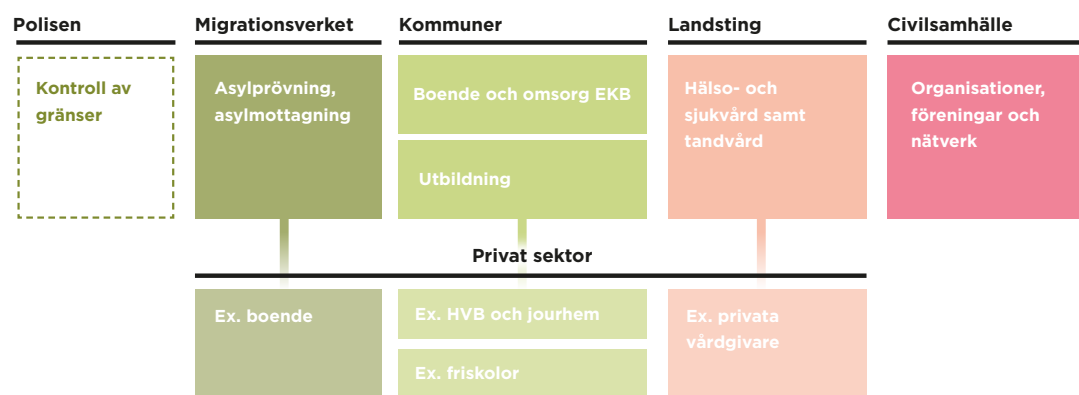 Polisen
Migrationsverket
Kommuner
Landsting
Civilsamhälle
Kontroll av
gränser
Asylprövning,
asylmottagning
Boende och omsorg EKB
Utbildning
Hälso- och
sjukvård samt
tandvård
Organisationer,
föreningar och
nätverk
Privat sektor
Ex. boende
Ex. HVB och jourhem
Ex. friskolor
Ex. privata
vårdgivare